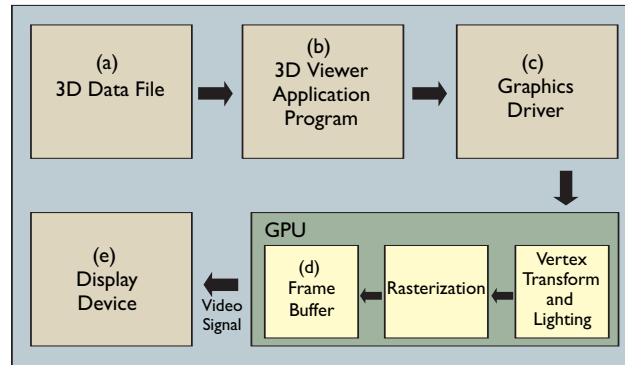 (a)
3D Data File
(b)
3D Viewer
Application
Program
(c)
Graphics
Driver
(e)
Display
Device
Video
Signal
GPU
(d)
Frame
Buffer
Rasterization
Vertex
Transform
and
Lighting